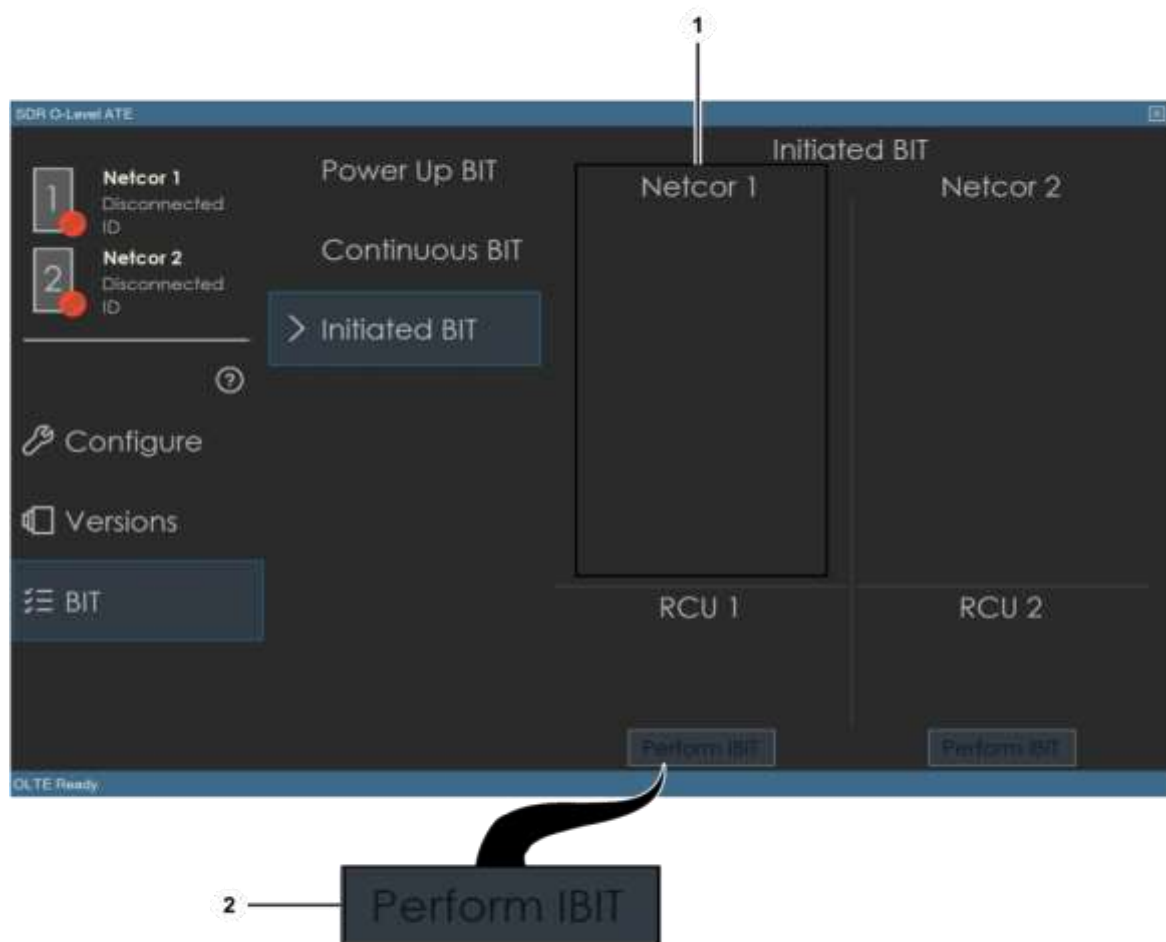 1
SDR O-Level ATE
Initiated BIT
1
Netcor 1
Disconnected
ID
2
Netcor 2
Disconnected
ID
?
Configure
Versions
BIT
Power Up BIT
Continuous BIT
> Initiated BIT
Netcor 1
Netcor 2
RCU 1
RCU 2
Perform IBIT
Perform IBIT
OLTE Ready.
2
Perform IBIT